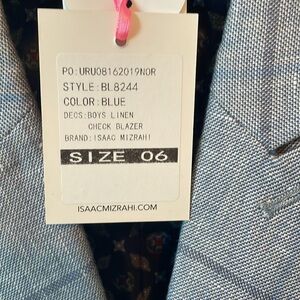 PO:URU08162019NOR
STYLE:BL8244
COLOR:BLUE
DECS:BOYS LINEN
CHECK BLAZER
BRAND:ISAAC MIZRAHI
SIZE 06
ISAACMIZRAHI.COM